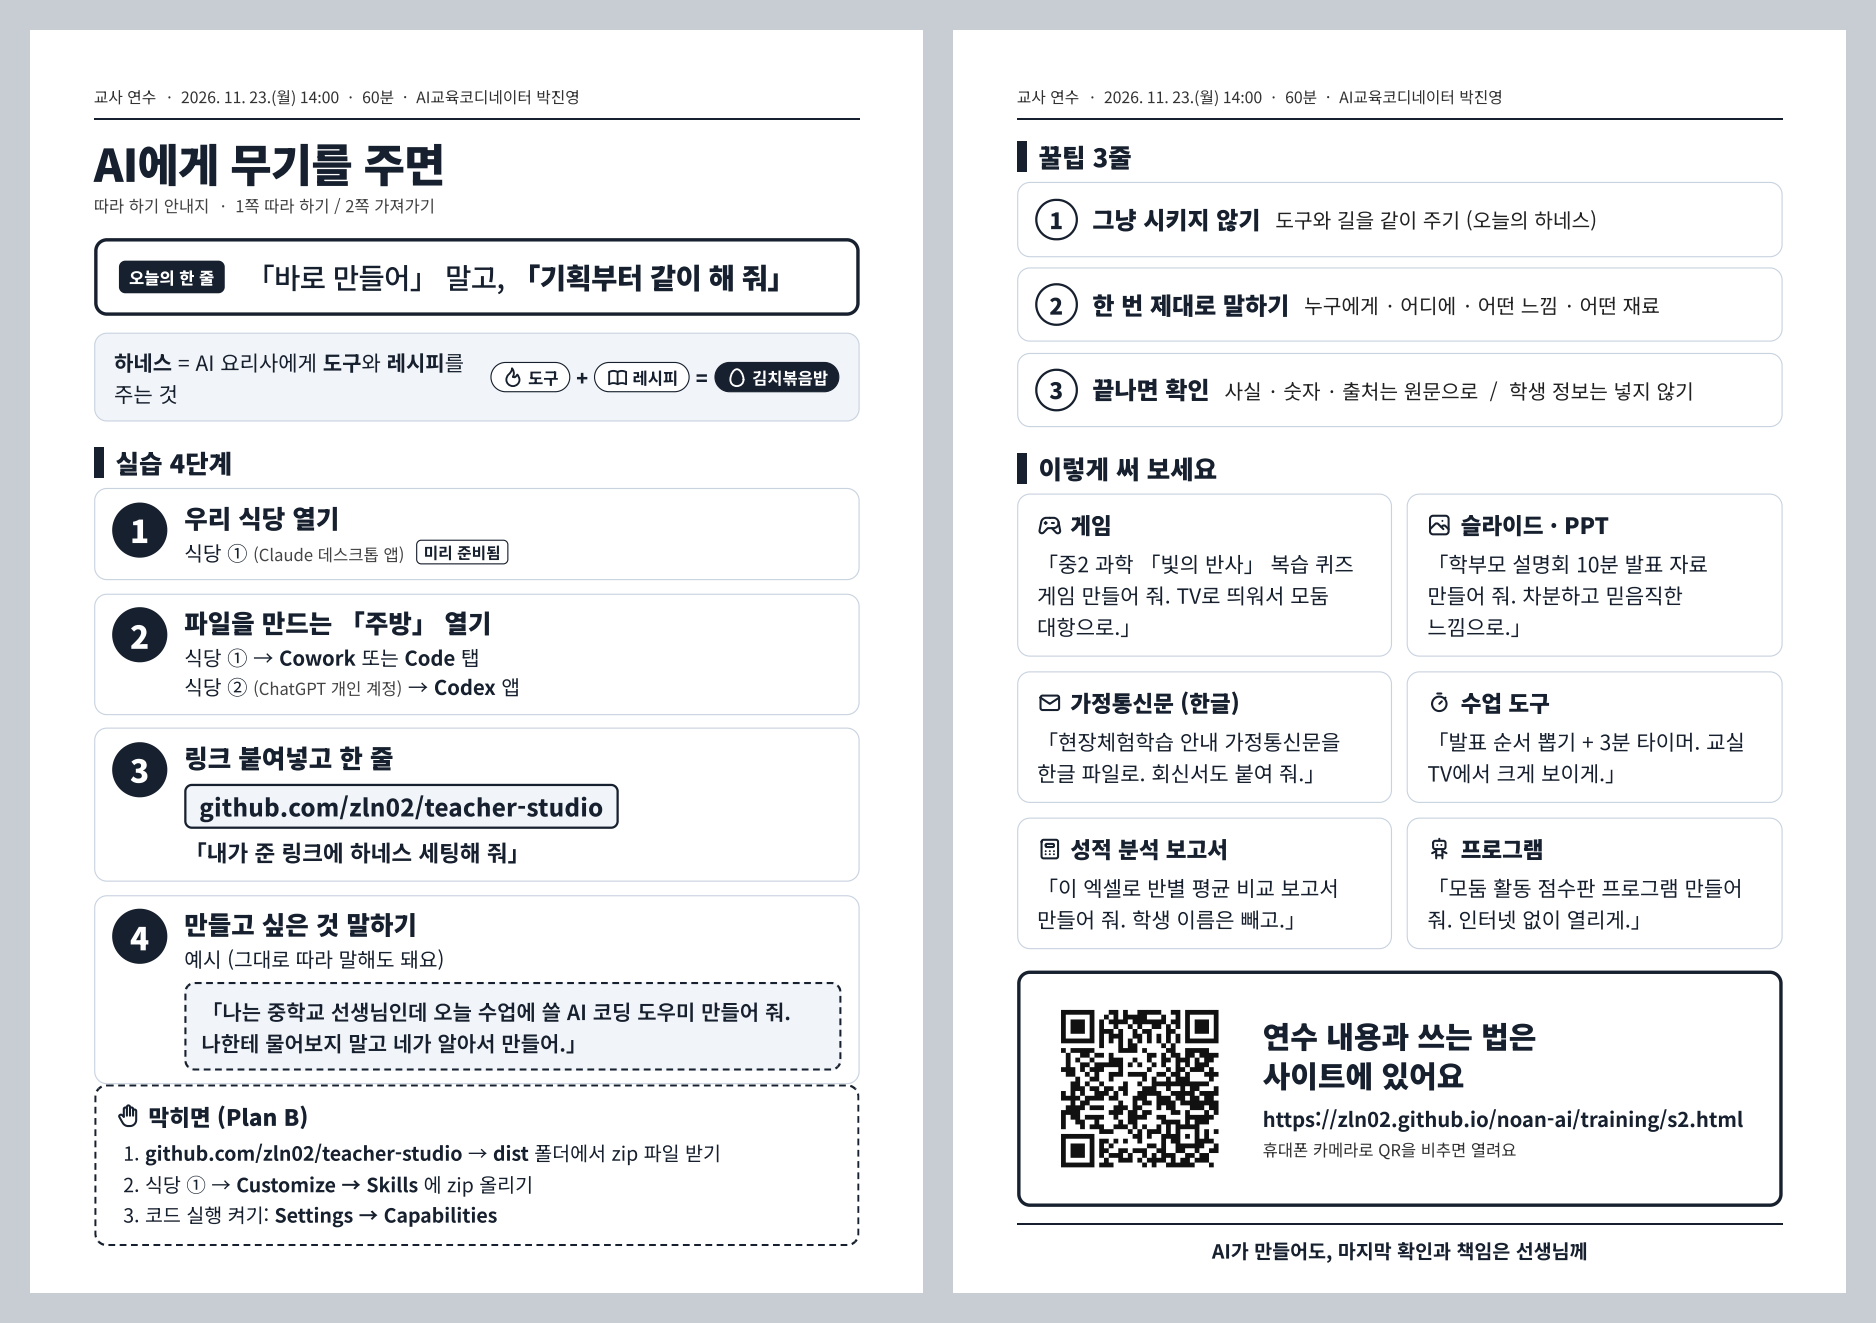 교사 연수 · 2026. 11. 23.(월) 14:00 · 60분 · AI교육코디네이터 박진영
AI에게 무기를 주면
따라 하기 안내지 · 1쪽 따라 하기 / 2쪽 가져가기
오늘의 한 줄 「바로 만들어」 말고, 「기획부터 같이 해 줘」
하네스 = AI 요리사에게 도구와 레시피를
주는 것
도구 + 레시피 = 김치볶음밥
실습 4단계
1 우리 식당 열기
식당 ① (Claude 데스크톱 앱) 미리 준비됨
2 파일을 만드는 「주방」 열기
식당 ① → Cowork 또는 Code 탭
식당 ② (ChatGPT 개인 계정) → Codex 앱
3 링크 붙여넣고 한 줄
github.com/zln02/teacher-studio
「내가 준 링크에 하네스 세팅해 줘」
4 만들고 싶은 것 말하기
예시 (그대로 따라 말해도 돼요)
「나는 중학교 선생님인데 오늘 수업에 쓸 AI 코딩 도우미 만들어 줘.
나한테 물어보지 말고 네가 알아서 만들어.」
막히면 (Plan B)
1. github.com/zln02/teacher-studio → dist 폴더에서 zip 파일 받기
2. 식당 ① → Customize → Skills 에 zip 올리기
3. 코드 실행 켜기: Settings → Capabilities
교사 연수 · 2026. 11. 23.(월) 14:00 · 60분 · AI교육코디네이터 박진영
꿀팁 3줄
1 그냥 시키지 않기 도구와 길을 같이 주기 (오늘의 하네스)
2 한 번 제대로 말하기 누구에게 · 어디에 · 어떤 느낌 · 어떤 재료
3 끝나면 확인 사실 · 숫자 · 출처는 원문으로 / 학생 정보는 넣지 않기
이렇게 써 보세요
게임
「중2 과학 「빛의 반사」 복습 퀴즈
게임 만들어 줘. TV로 띄워서 모둠
대항으로.」
슬라이드 · PPT
「학부모 설명회 10분 발표 자료
만들어 줘. 차분하고 믿음직한
느낌으로.」
가정통신문 (한글)
「현장체험학습 안내 가정통신문을
한글 파일로. 회신서도 붙여 줘.」
수업 도구
「발표 순서 뽑기 + 3분 타이머. 교실
TV에서 크게 보이게.」
성적 분석 보고서
「이 엑셀로 반별 평균 비교 보고서
만들어 줘. 학생 이름은 빼고.」
프로그램
「모둠 활동 점수판 프로그램 만들어
줘. 인터넷 없이 열리게.」
연수 내용과 쓰는 법은
사이트에 있어요
https://zln02.github.io/noan-ai/training/s2.html
휴대폰 카메라로 QR을 비추면 열려요
AI가 만들어도, 마지막 확인과 책임은 선생님께